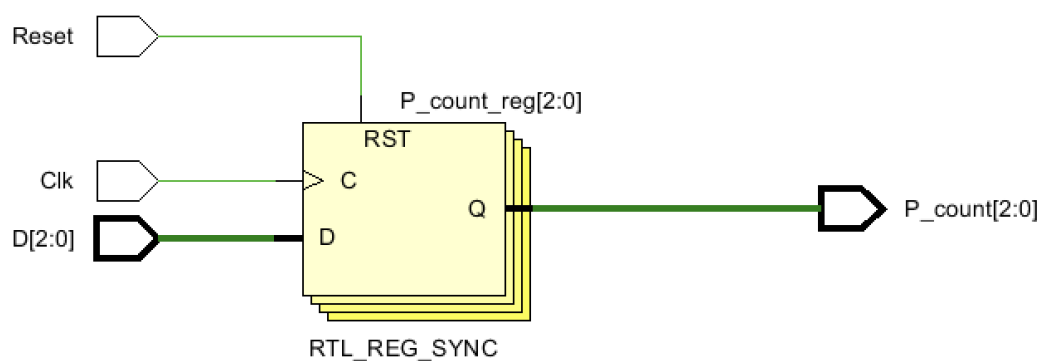 Reset
P_count_reg[2:0]
RST
Clk
C
Q
P_count[2:0]
D[2:0]
D
RTL_REG_SYNC